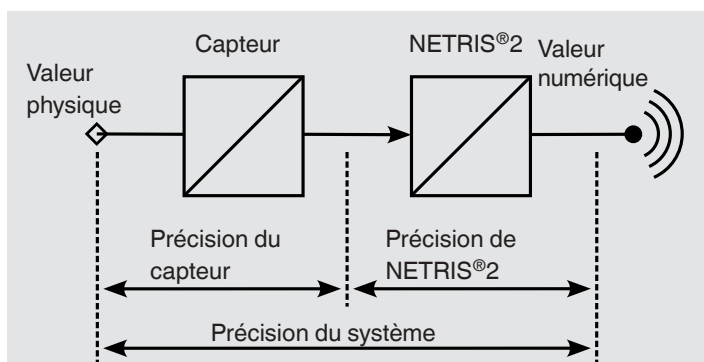 Capteur
NETRIS®2
Valeur
physique
Valeur
numérique
Précision du
capteur
Précision de
NETRIS®2
Précision du système